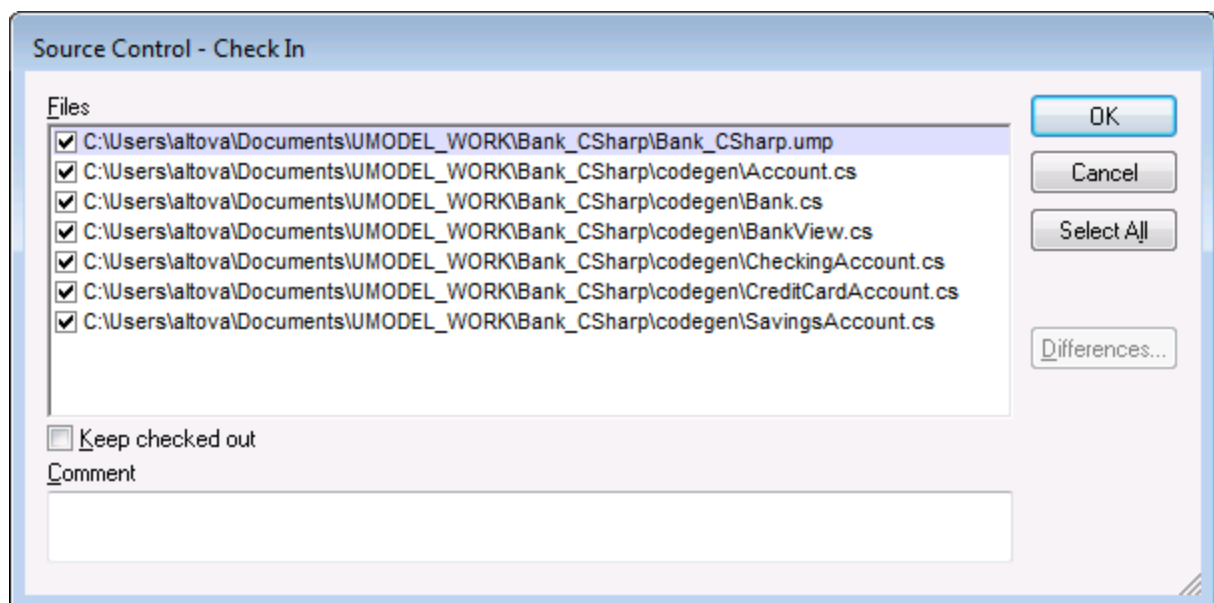 Source Control - Check In
Files
C:\Users\altova\Documents\UMODEL_WORK\Bank_CSharp\Bank_CSharp.ump
C:\Users\altova\Documents\UMODEL_WORK\Bank_CSharp\codegen\Account.cs
C:\Users\altova\Documents\UMODEL_WORK\Bank_CSharp\codegen\Bank.cs
C:\Users\altova\Documents\UMODEL_WORK\Bank_CSharp\codegen\BankView.cs
C:\Users\altova\Documents\UMODEL_WORK\Bank_CSharp\codegen\CheckingAccount.cs
C:\Users\altova\Documents\UMODEL_WORK\Bank_CSharp\codegen\CreditCardAccount.cs
C:\Users\altova\Documents\UMODEL_WORK\Bank_CSharp\codegen\SavingsAccount.cs
Keep checked out
Comment
OK
Cancel
Select All
Differences...